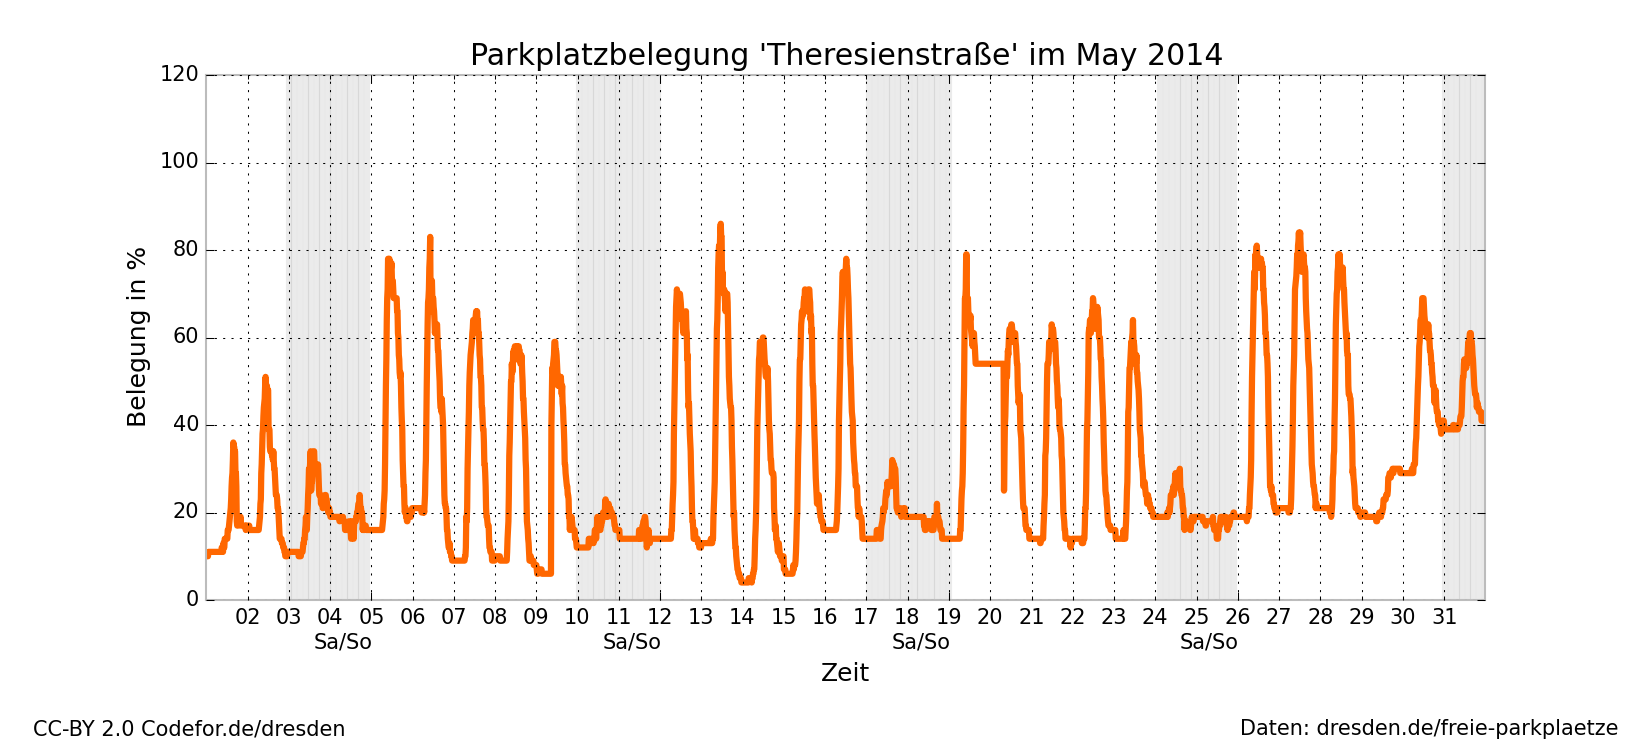 Parkplatzbelegung 'Theresienstraße' im May 2014
120
100
80
60
40
20
0
Belegung in %
02 03 04 05 06 07 08 09 10 11 12 13 14 15 16 17 18 19 20 21 22 23 24 25 26 27 28 29 30 31
Sa/So Sa/So Sa/So Sa/So
Zeit
CC-BY 2.0 Codefor.de/dresden
Daten: dresden.de/freie-parkplaetze